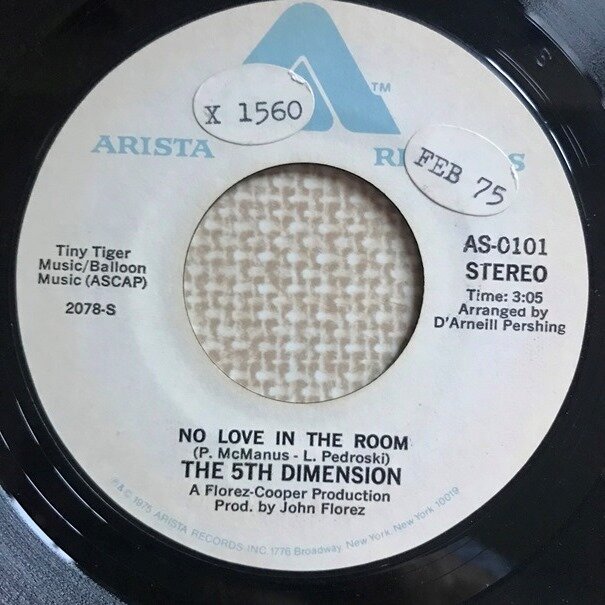 TM
X 1560
ARISTA
FEB 75
Tiny Tiger
Music/Balloon
Music (ASCAP)
2078-S
AS-0101
STEREO
Time: 3:05
Arranged by
D'Arneill Pershing
NO LOVE IN THE ROOM
(P. McManus - L. Pedroski)
THE 5TH DIMENSION
A Florez-Cooper Production
Prod. by John Florez
℗ & © 1975 ARISTA RECORDS INC. 1776 Broadway New York New York 10019